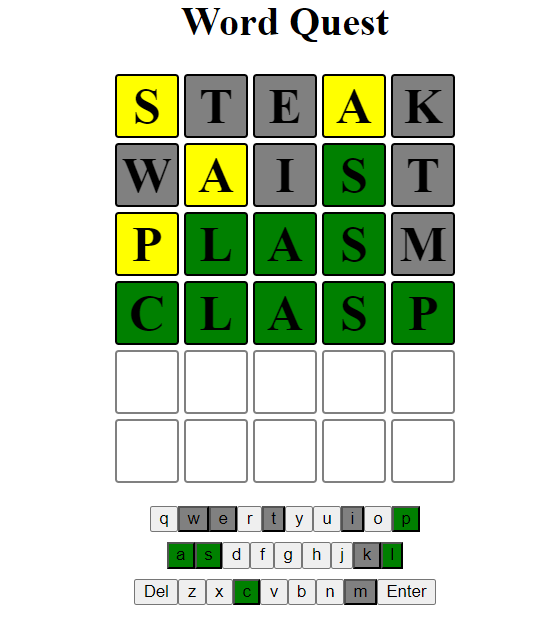 Word Quest
S T E A K
W A I S T
P L A S M
C L A S P
q w e r t y u i o p
a s d f g h j k l
Del z x c v b n m Enter